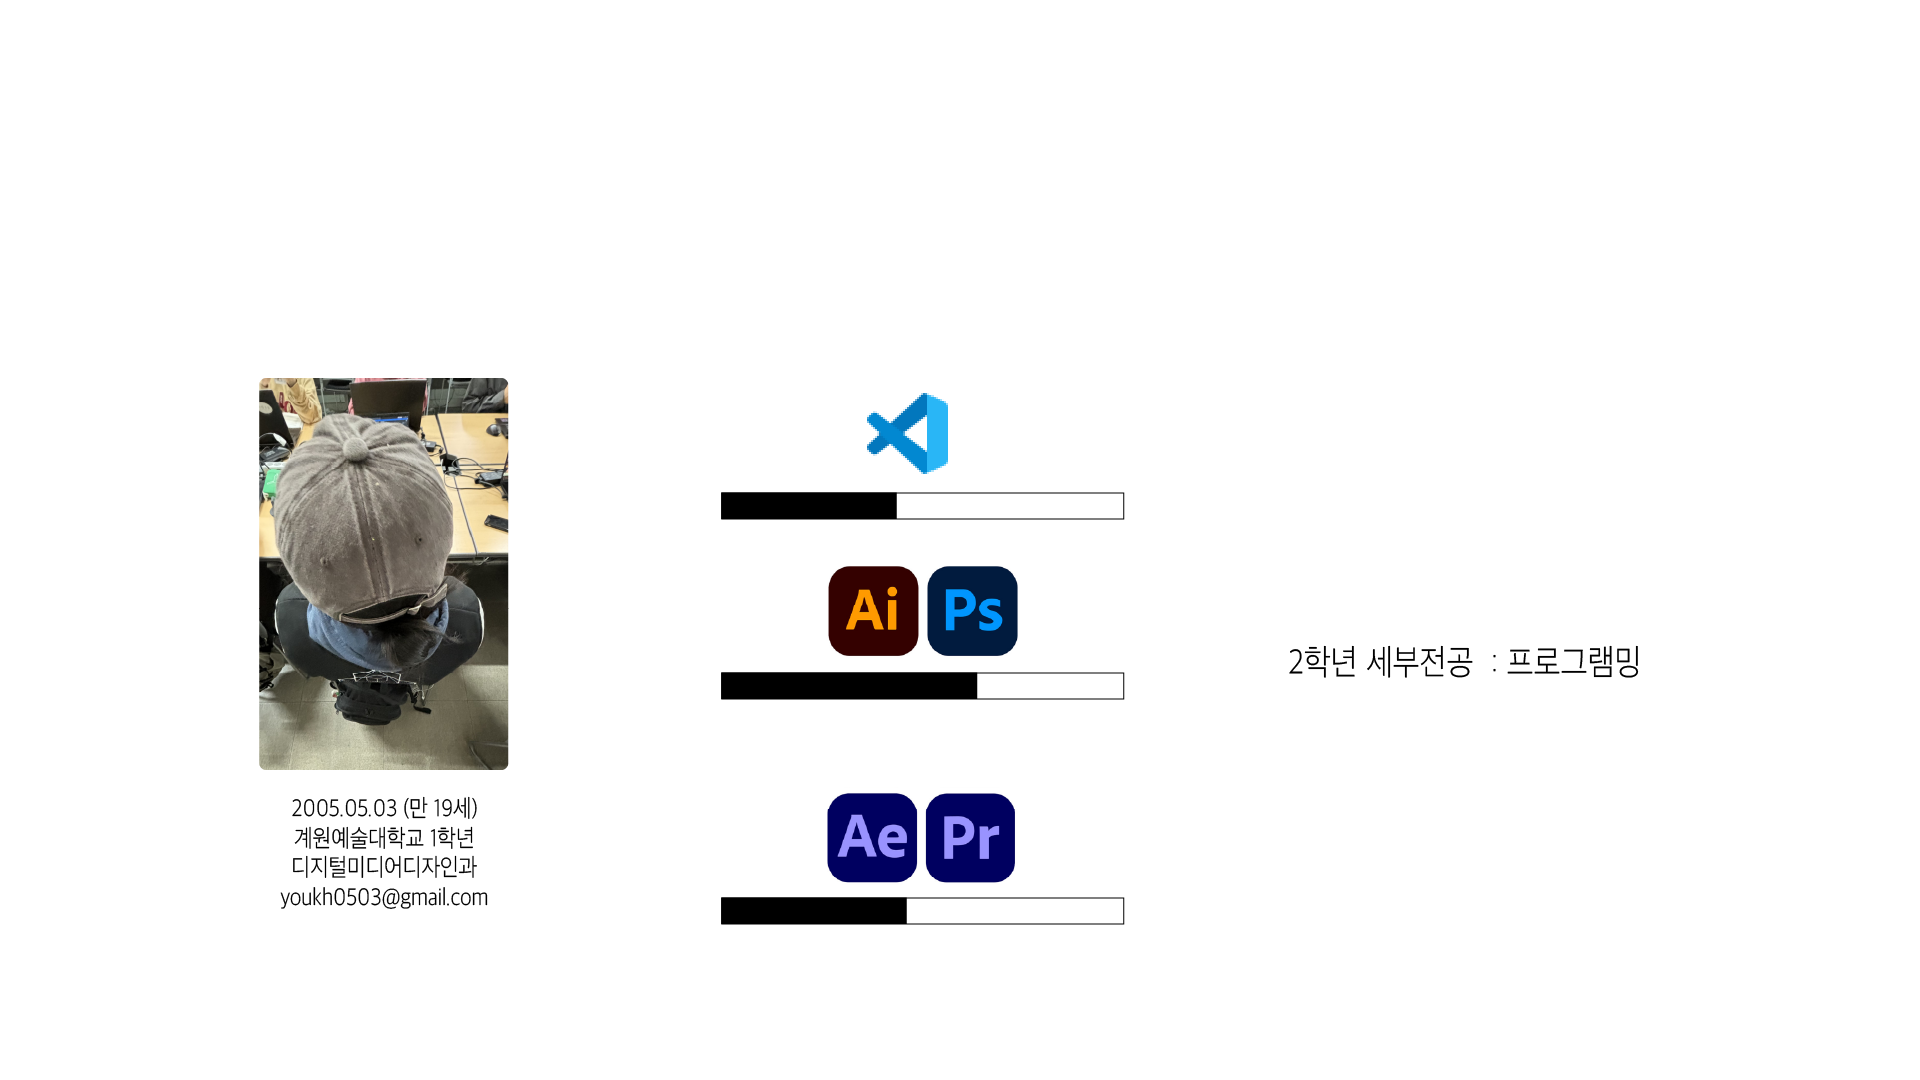 2005.05.03 (만 19세)
계원예술대학교 1학년
디지털미디어디자인과
youkh0503@gmail.com
Ai Ps
Ae Pr
2학년 세부전공 : 프로그램밍